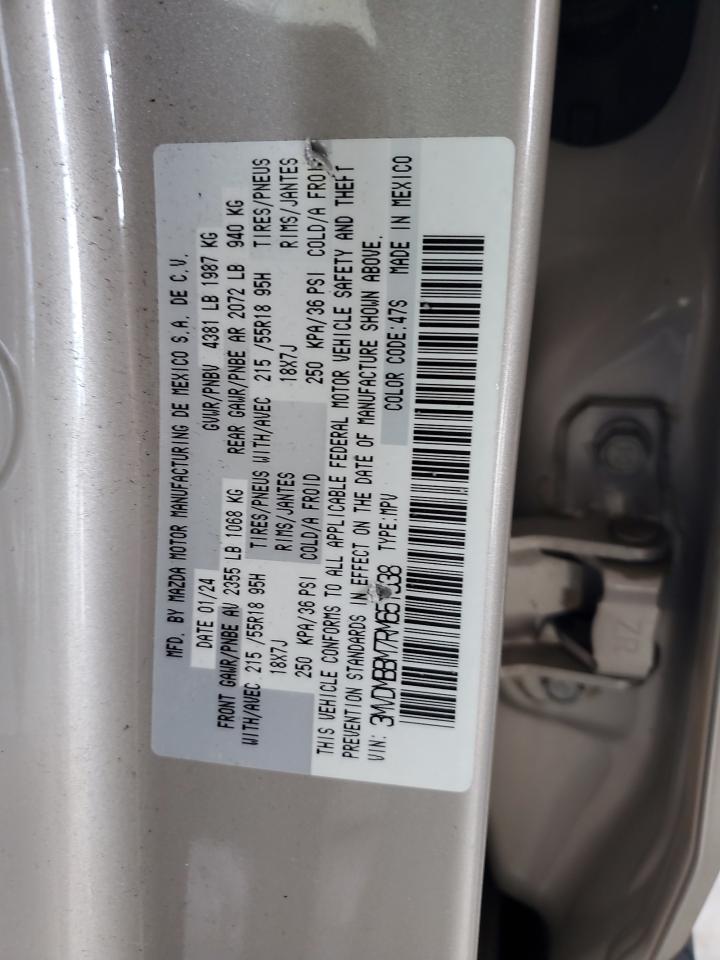 MFD. BY MAZDA MOTOR MANUFACTURING DE MEXICO S.A. DE C.V.
DATE 01/24 GVWR/PNBV 4381 LB 1987 KG
FRONT GAWR/PNBE AV 2355 LB 1068 KG REAR GAWR/PNBE AR 2072 LB 940 KG
WITH/AVEC 215 /55R18 95H TIRES/PNEUS WITH/AVEC 215 /55R18 95H TIRES/PNEUS
18X7J RIMS/JANTES 18X7J RIMS/JANTES
250 KPA/36 PSI COLD/A FROID 250 KPA/36 PSI COLD/A FROID
THIS VEHICLE CONFORMS TO ALL APPLICABLE FEDERAL MOTOR VEHICLE SAFETY AND THEFT
PREVENTION STANDARDS IN EFFECT ON THE DATE OF MANUFACTURE SHOWN ABOVE.
VIN: TYPE:MPV COLOR CODE:47S MADE IN MEXICO
ZR